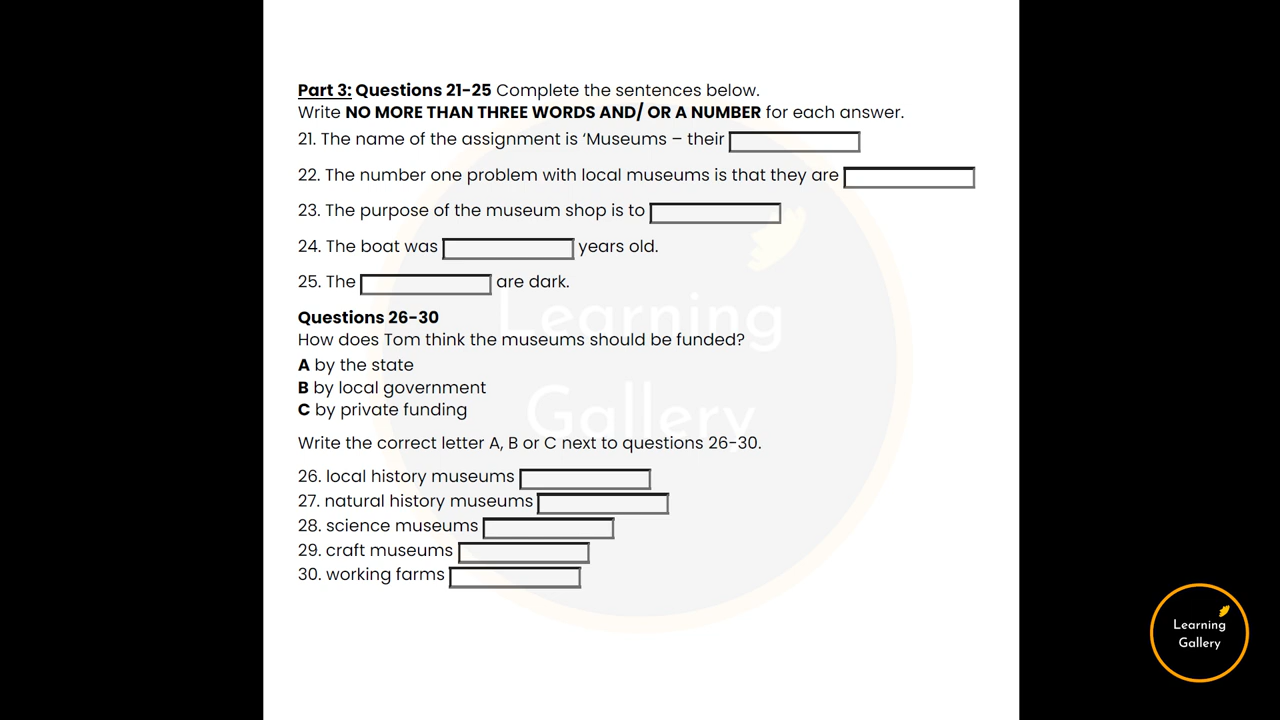 Part 3: Questions 21-25 Complete the sentences below.
Write NO MORE THAN THREE WORDS AND/ OR A NUMBER for each answer.
21. The name of the assignment is ‘Museums – their
22. The number one problem with local museums is that they are
23. The purpose of the museum shop is to
24. The boat was years old.
25. The are dark.
Questions 26-30
How does Tom think the museums should be funded?
A by the state
B by local government
C by private funding
Write the correct letter A, B or C next to questions 26-30.
26. local history museums
27. natural history museums
28. science museums
29. craft museums
30. working farms
Learning
Gallery
Learning
Gallery